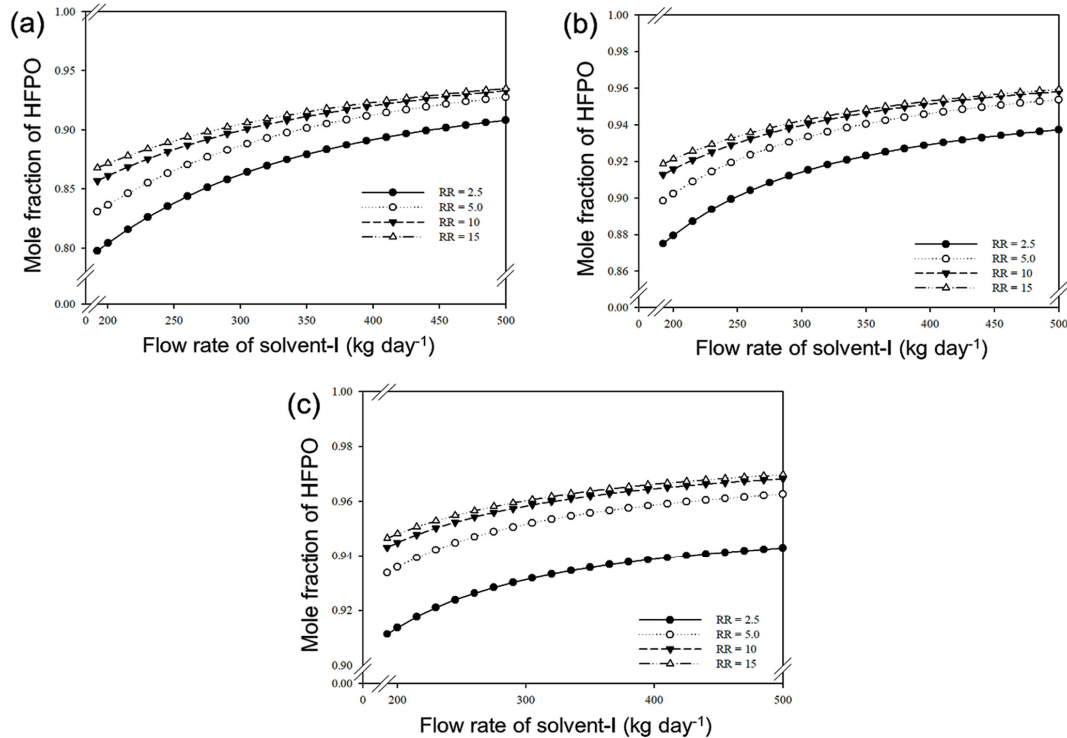 (a)
Mole fraction of HFPO
1.00
0.95
0.90
0.85
0.80
0.00
0 200 250 300 350 400 450 500
Flow rate of solvent-I (kg day-1)
RR = 2.5
RR = 5.0
RR = 10
RR = 15
(b)
Mole fraction of HFPO
1.00
0.98
0.96
0.94
0.92
0.90
0.88
0.86
0.00
0 200 250 300 350 400 450 500
Flow rate of solvent-I (kg day-1)
RR = 2.5
RR = 5.0
RR = 10
RR = 15
(c)
Mole fraction of HFPO
1.00
0.98
0.96
0.94
0.92
0.90
0.00
0 200 300 400 500
Flow rate of solvent-I (kg day-1)
RR = 2.5
RR = 5.0
RR = 10
RR = 15